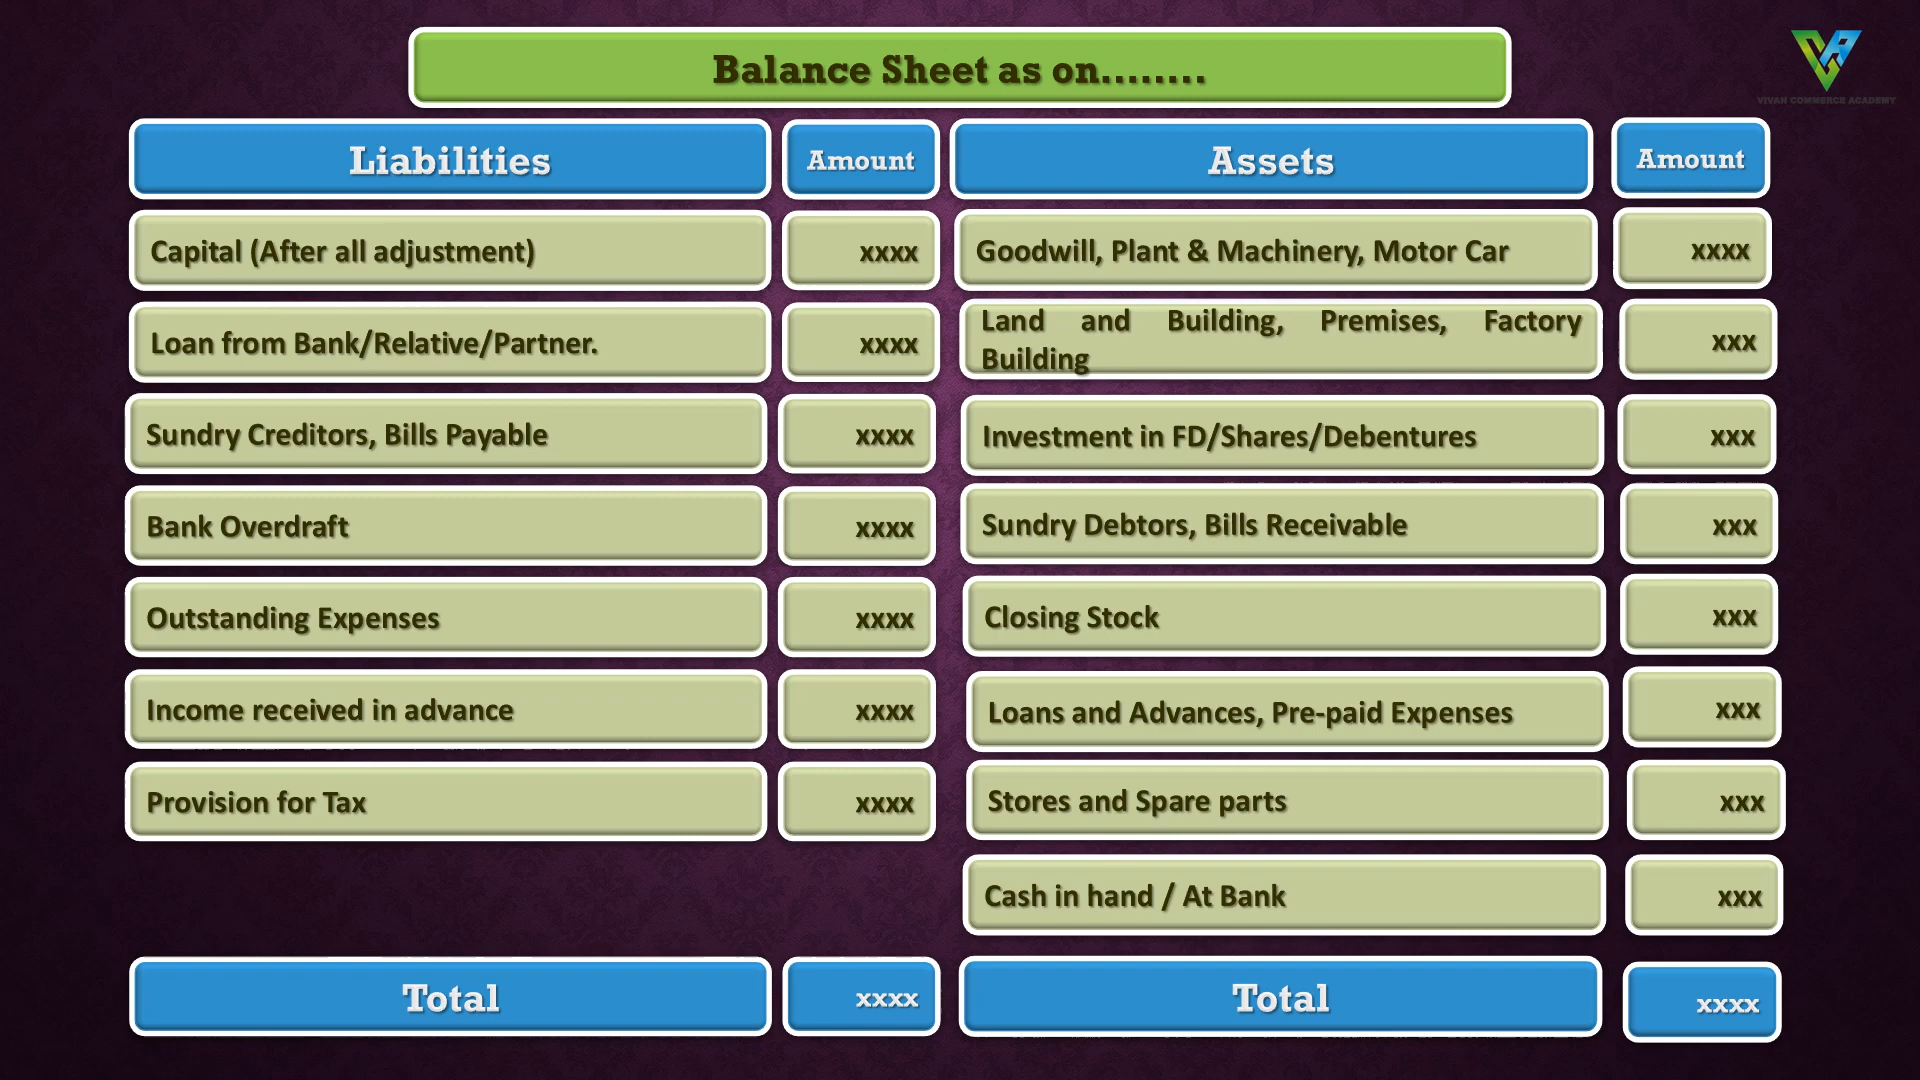 Balance Sheet as on........
VIVAN COMMERCE ACADEMY
Liabilities Amount Assets Amount
Capital (After all adjustment) xxxx Goodwill, Plant & Machinery, Motor Car xxxx
Loan from Bank/Relative/Partner. xxxx Land and Building, Premises, Factory
Building xxx
Sundry Creditors, Bills Payable xxxx Investment in FD/Shares/Debentures xxx
Bank Overdraft xxxx Sundry Debtors, Bills Receivable xxx
Outstanding Expenses xxxx Closing Stock xxx
Income received in advance xxxx Loans and Advances, Pre-paid Expenses xxx
Provision for Tax xxxx Stores and Spare parts xxx
Cash in hand / At Bank xxx
Total xxxx Total xxxx